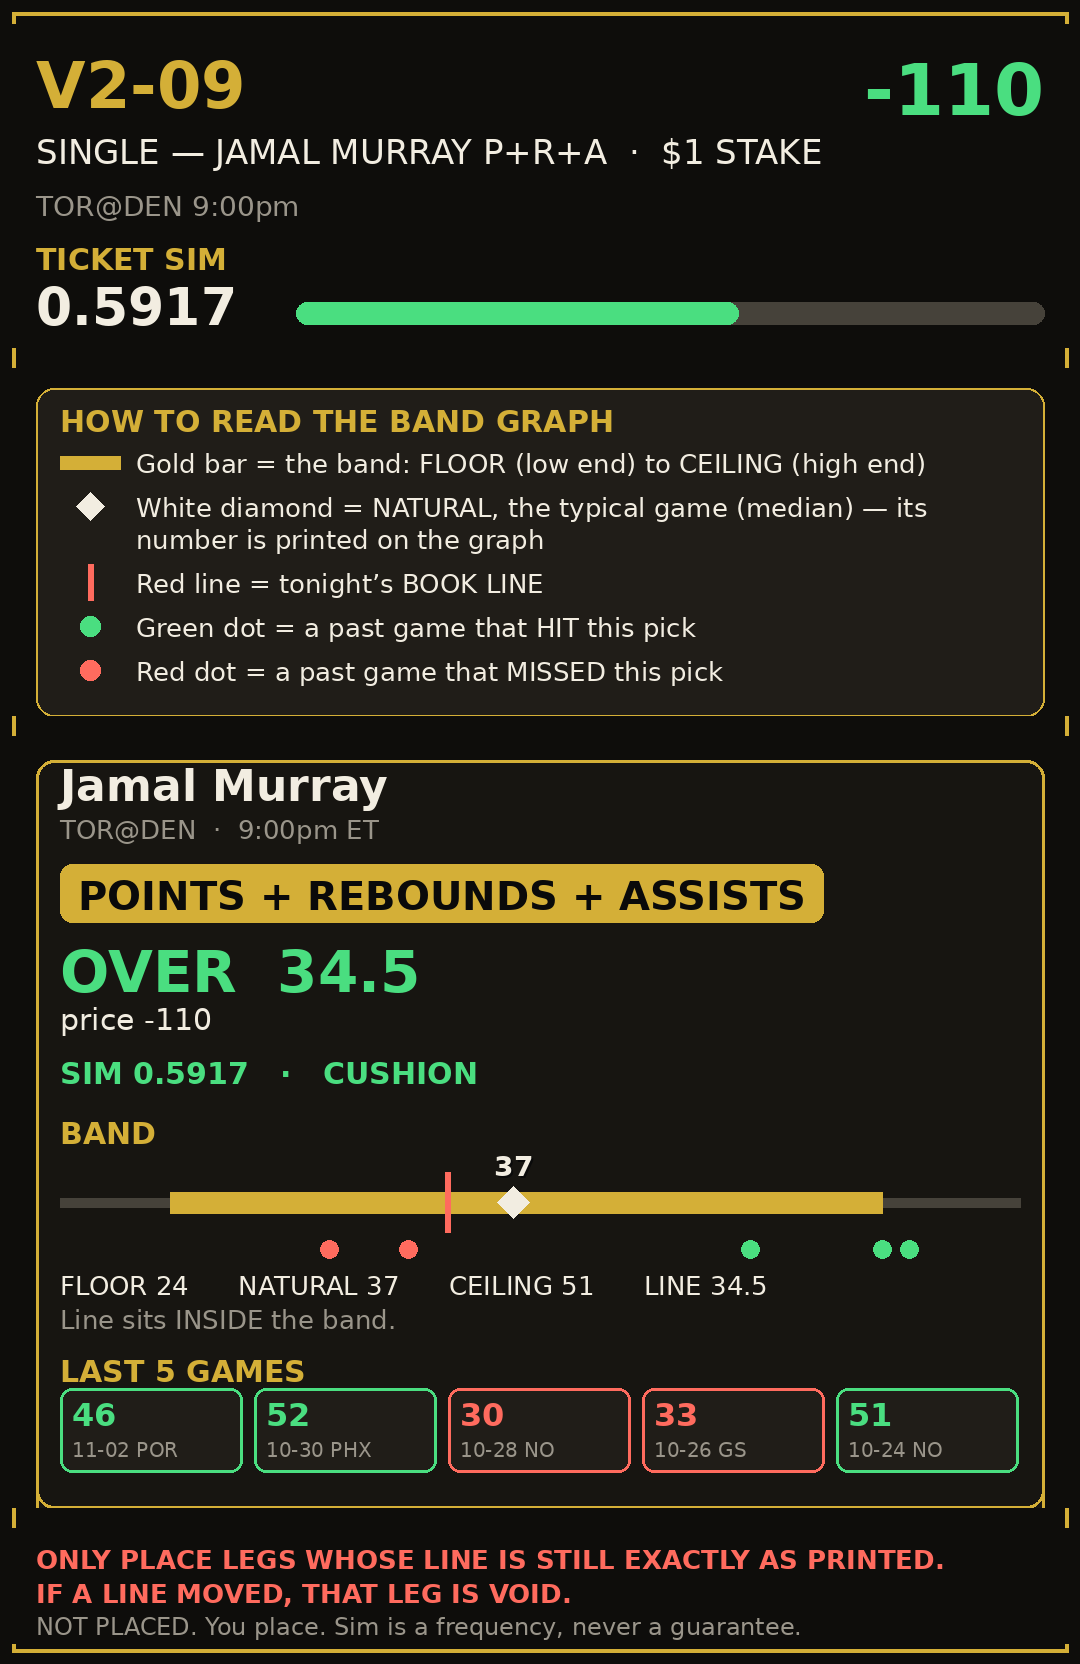 V2-09
-110
SINGLE — JAMAL MURRAY P+R+A · $1 STAKE
TOR@DEN 9:00pm
TICKET SIM
0.5917
HOW TO READ THE BAND GRAPH
Gold bar = the band: FLOOR (low end) to CEILING (high end)
White diamond = NATURAL, the typical game (median) — its
number is printed on the graph
Red line = tonight’s BOOK LINE
Green dot = a past game that HIT this pick
Red dot = a past game that MISSED this pick
Jamal Murray
TOR@DEN · 9:00pm ET
POINTS + REBOUNDS + ASSISTS
OVER 34.5
price -110
SIM 0.5917 · CUSHION
BAND
37
FLOOR 24 NATURAL 37 CEILING 51 LINE 34.5
Line sits INSIDE the band.
LAST 5 GAMES
46 52 30 33 51
11-02 POR 10-30 PHX 10-28 NO 10-26 GS 10-24 NO
ONLY PLACE LEGS WHOSE LINE IS STILL EXACTLY AS PRINTED.
IF A LINE MOVED, THAT LEG IS VOID.
NOT PLACED. You place. Sim is a frequency, never a guarantee.